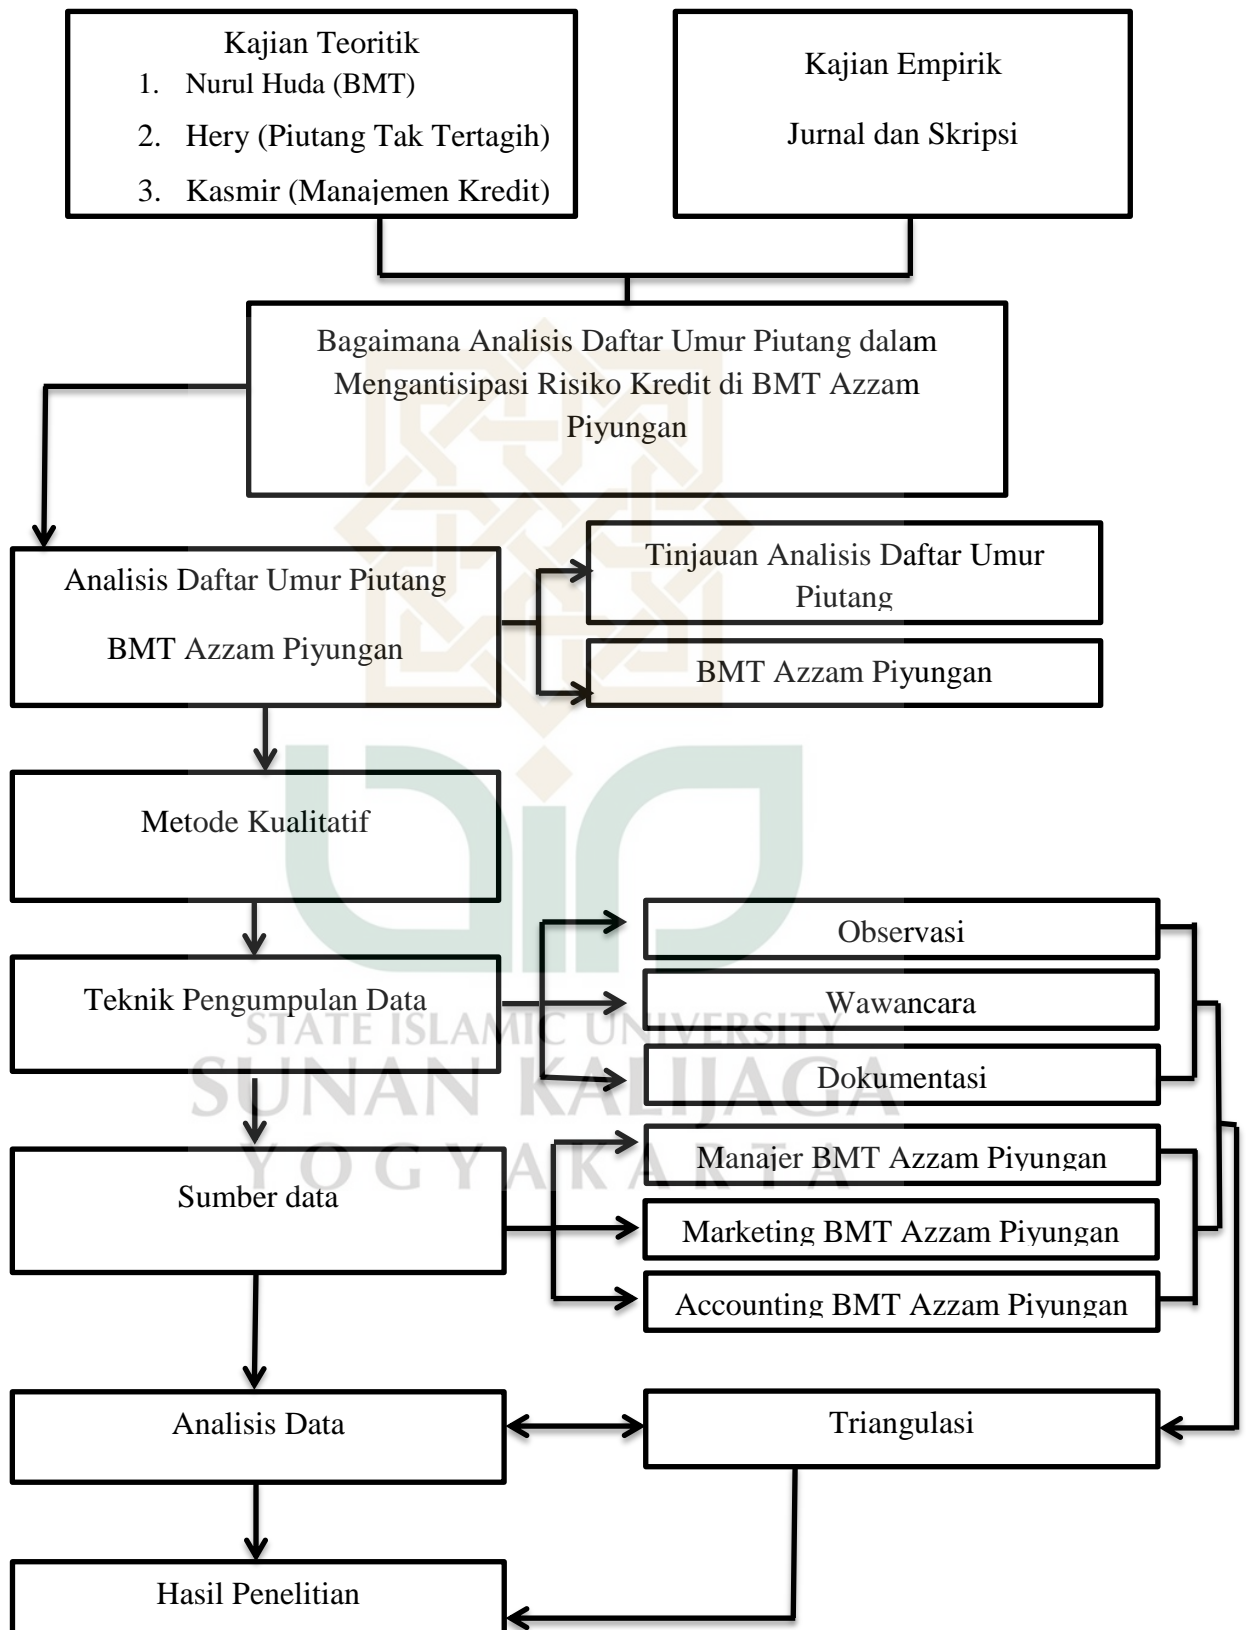 Kajian Teoritik
1. Nurul Huda (BMT)
2. Hery (Piutang Tak Tertagih)
3. Kasmir (Manajemen Kredit)
Kajian Empirik
Jurnal dan Skripsi
Bagaimana Analisis Daftar Umur Piutang dalam
Mengantisipasi Risiko Kredit di BMT Azzam
Piyungan
Analisis Daftar Umur Piutang
BMT Azzam Piyungan
Tinjauan Analisis Daftar Umur
Piutang
BMT Azzam Piyungan
Metode Kualitatif
Teknik Pengumpulan Data
Observasi
Wawancara
Dokumentasi
STATE ISLAMIC UNIVERSITY
SUNAN KALIJAGA
YOGYAKARTA
Sumber data
Manajer BMT Azzam Piyungan
Marketing BMT Azzam Piyungan
Accounting BMT Azzam Piyungan
Analisis Data
Triangulasi
Hasil Penelitian